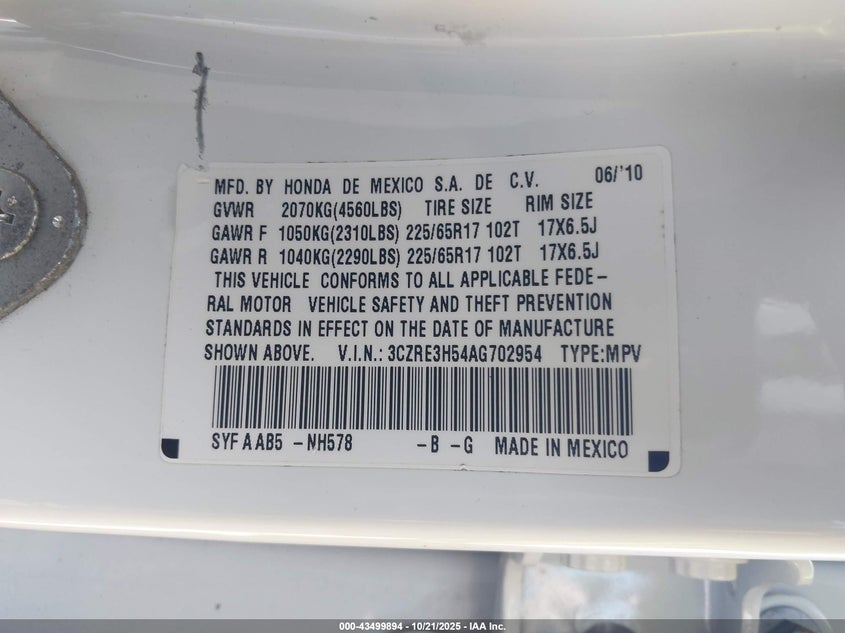 MFD. BY HONDA DE MEXICO S.A. DE C.V. 06/'10
GVWR 2070KG(4560LBS) TIRE SIZE RIM SIZE
GAWR F 1050KG(2310LBS) 225/65R17 102T 17X6.5J
GAWR R 1040KG(2290LBS) 225/65R17 102T 17X6.5J
THIS VEHICLE CONFORMS TO ALL APPLICABLE FEDE-
RAL MOTOR VEHICLE SAFETY AND THEFT PREVENTION
STANDARDS IN EFFECT ON THE DATE OF MANUFACTURE
SHOWN ABOVE. V.I.N.: 3CZRE3H54AG702954 TYPE:MPV
SYF A AB5 -NH578 -B -G MADE IN MEXICO
000-43499894 - 10/21/2025 - IAA Inc.